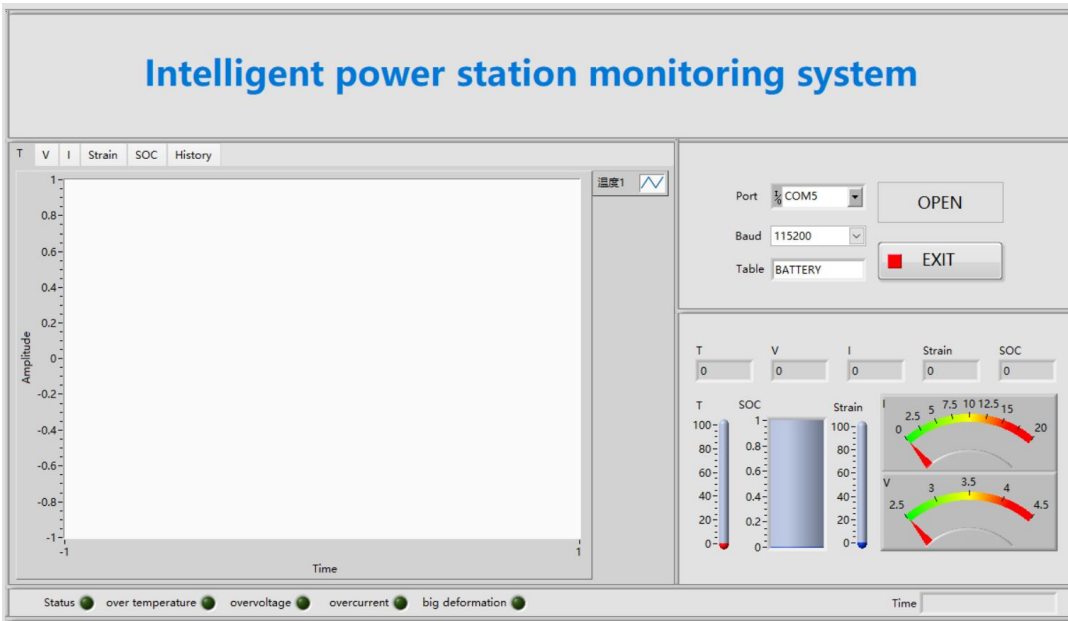 Intelligent power station monitoring system
T V I Strain SOC History
1
0.8
0.6
0.4
0.2
0
-0.2
-0.4
-0.6
-0.8
-1
Amplitude
-1 1
Time
温度1
Port I/O COM5
OPEN
Baud 115200
EXIT
Table BATTERY
T V I Strain SOC
0 0 0 0 0
T
100
80
60
40
20
0
SOC
1
0.8
0.6
0.4
0.2
0
Strain
100
80
60
40
20
0
I
0 2.5 5 7.5 10 12.5 15 20
V
2.5 3 3.5 4 4.5
Status over temperature overvoltage overcurrent big deformation
Time